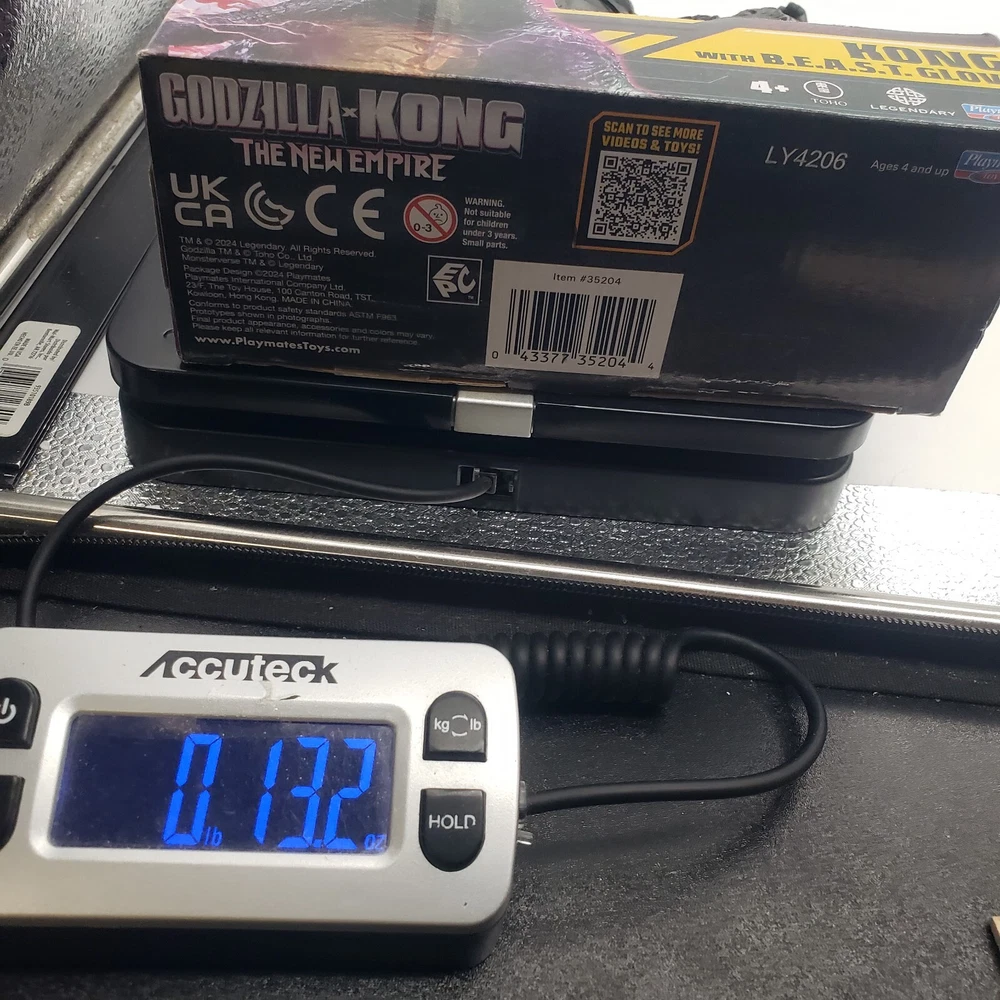 KONG
WITH B.E.A.S.T. GLOV
4+
TOHO
LEGENDARY
Playm
GODZILLA x KONG
THE NEW EMPIRE
SCAN TO SEE MORE
VIDEOS & TOYS!
LY4206
Ages 4 and up
Playm
UK
CA
CE
0-3
WARNING.
Not suitable
for children
under 3 years.
Small parts.
TM & © 2024 Legendary. All Rights Reserved.
Godzilla TM & © Toho Co., Ltd.
Monsterverse TM & © Legendary
Package Design ©2024 Playmates
Playmates International Company Ltd.
23/F, The Toy House, 100 Canton Road, TST,
Kowloon, Hong Kong. MADE IN CHINA
Conforms to product safety standards ASTM F963
Prototypes shown in photographs.
Final product appearance, accessories and colors may vary.
Please keep all relevant information for further reference.
www.PlaymatesToys.com
EPC
TM
Item #35204
0 43377 35204 4
Accuteck
kg lb
0 lb 13.2 oz
HOLD